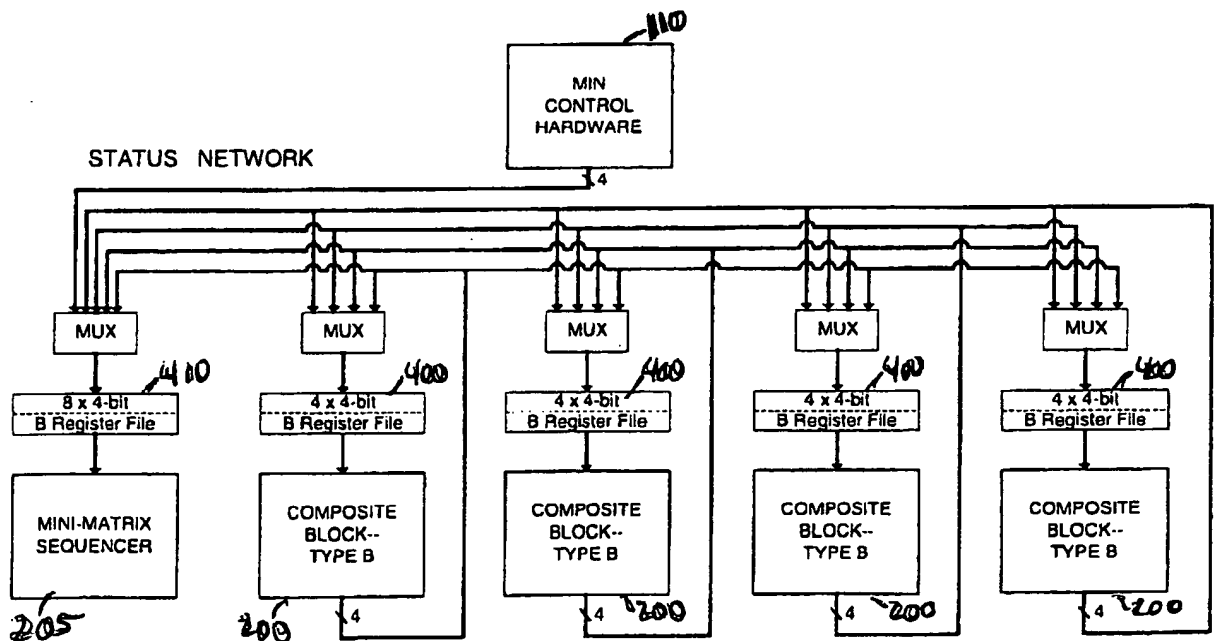 110
MIN
CONTROL
HARDWARE
STATUS NETWORK
4
MUX
MUX
MUX
MUX
MUX
410
400
400
400
400
8 x 4-bit
B Register File
4 x 4-bit
B Register File
4 x 4-bit
B Register File
4 x 4-bit
B Register File
4 x 4-bit
B Register File
MINI-MATRIX
SEQUENCER
COMPOSITE
BLOCK--
TYPE B
COMPOSITE
BLOCK--
TYPE B
COMPOSITE
BLOCK--
TYPE B
COMPOSITE
BLOCK--
TYPE B
205
200
4
4
200
4
200
4
200